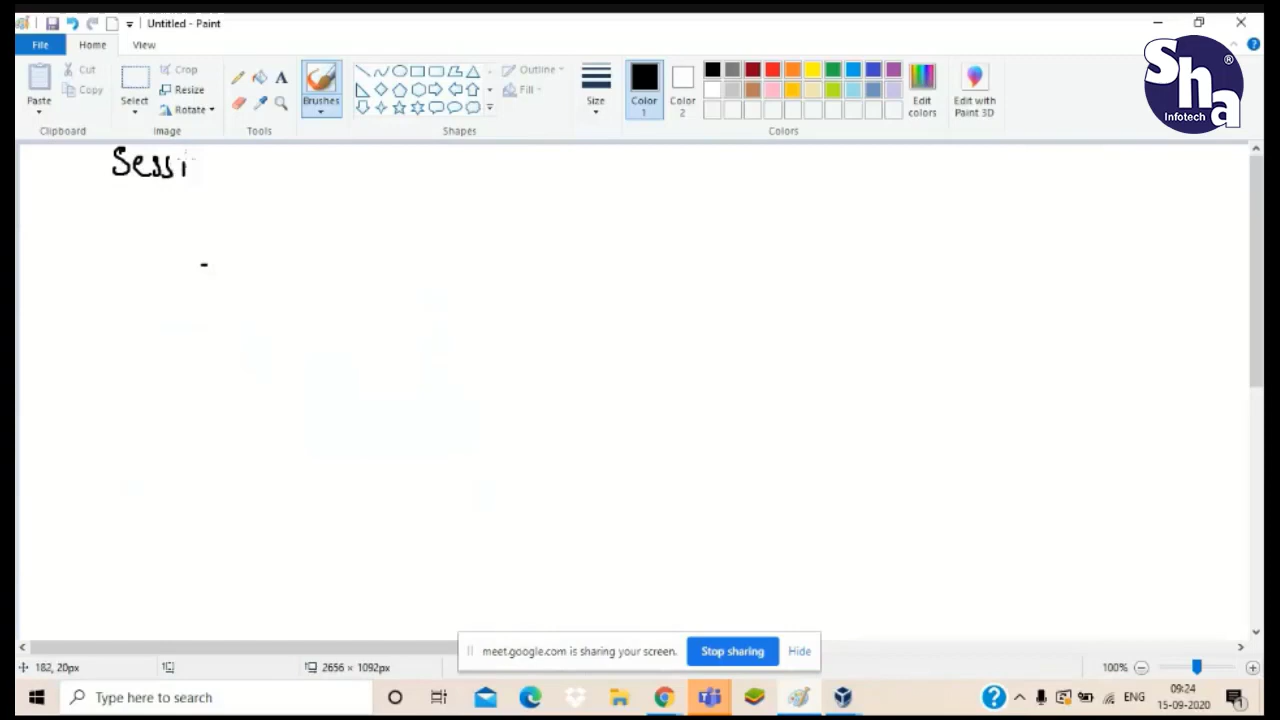 Untitled - Paint
File Home View
Paste
Cut
Copy
Clipboard
Select
Crop
Resize
Rotate
Image
Tools
Brushes
Shapes
Outline
Fill
Size
Color 1
Color 2
Colors
Edit colors
Edit with Paint 3D
Sha
Infotech
®
Sessi
-
meet.google.com is sharing your screen. Stop sharing Hide
182, 20px 2656 × 1092px 100%
Type here to search
ENG
09:24
15-09-2020
1